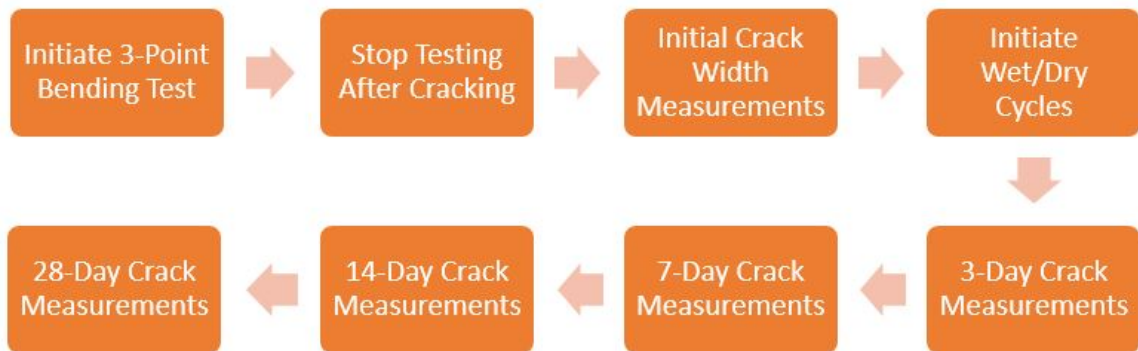 Initiate 3-Point
Bending Test
Stop Testing
After Cracking
Initial Crack
Width
Measurements
Initiate
Wet/Dry
Cycles
3-Day Crack
Measurements
7-Day Crack
Measurements
14-Day Crack
Measurements
28-Day Crack
Measurements